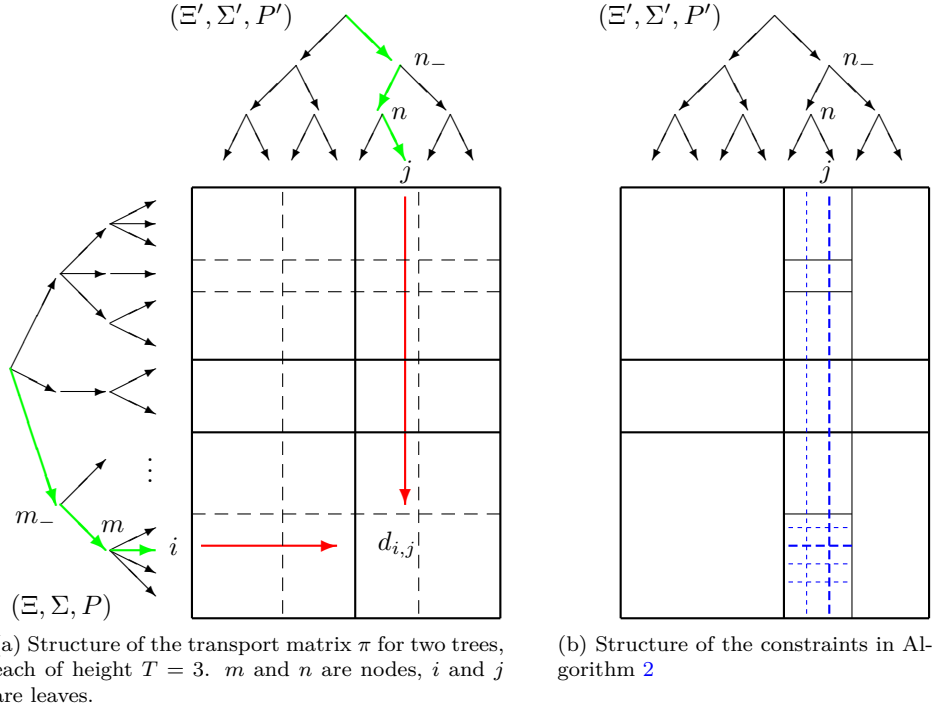 (Ξ′, Σ′, P′)
n₋
n
j
m₋
m
i
d_{i,j}
(Ξ, Σ, P)
(a) Structure of the transport matrix π for two trees,
each of height T = 3. m and n are nodes, i and j
are leaves.
(Ξ′, Σ′, P′)
n₋
n
j
(b) Structure of the constraints in Al-
gorithm 2